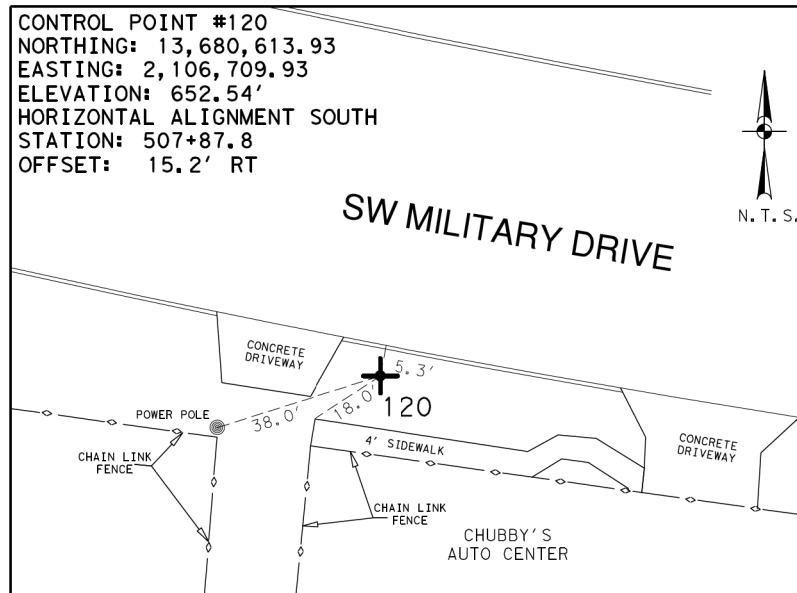 CONTROL POINT #120
NORTHING: 13,680,613.93
EASTING: 2,106,709.93
ELEVATION: 652.54'
HORIZONTAL ALIGNMENT SOUTH
STATION: 507+87.8
OFFSET: 15.2' RT
N.T.S.
SW MILITARY DRIVE
CONCRETE
DRIVEWAY
5.3'
18.0'
120
38.0'
POWER POLE
4' SIDEWALK
CONCRETE
DRIVEWAY
CHAIN LINK
FENCE
CHAIN LINK
FENCE
CHUBBY'S
AUTO CENTER